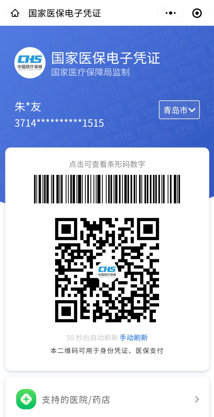 国家医保电子凭证
CHS
中国医疗保障
国家医保电子凭证
国家医疗保障局监制
朱*友
3714**********1515
青岛市
点击可查看条形码数字
CHS
58 秒后自动刷新 手动刷新
本二维码可用于身份凭证、医保支付
支持的医院/药店